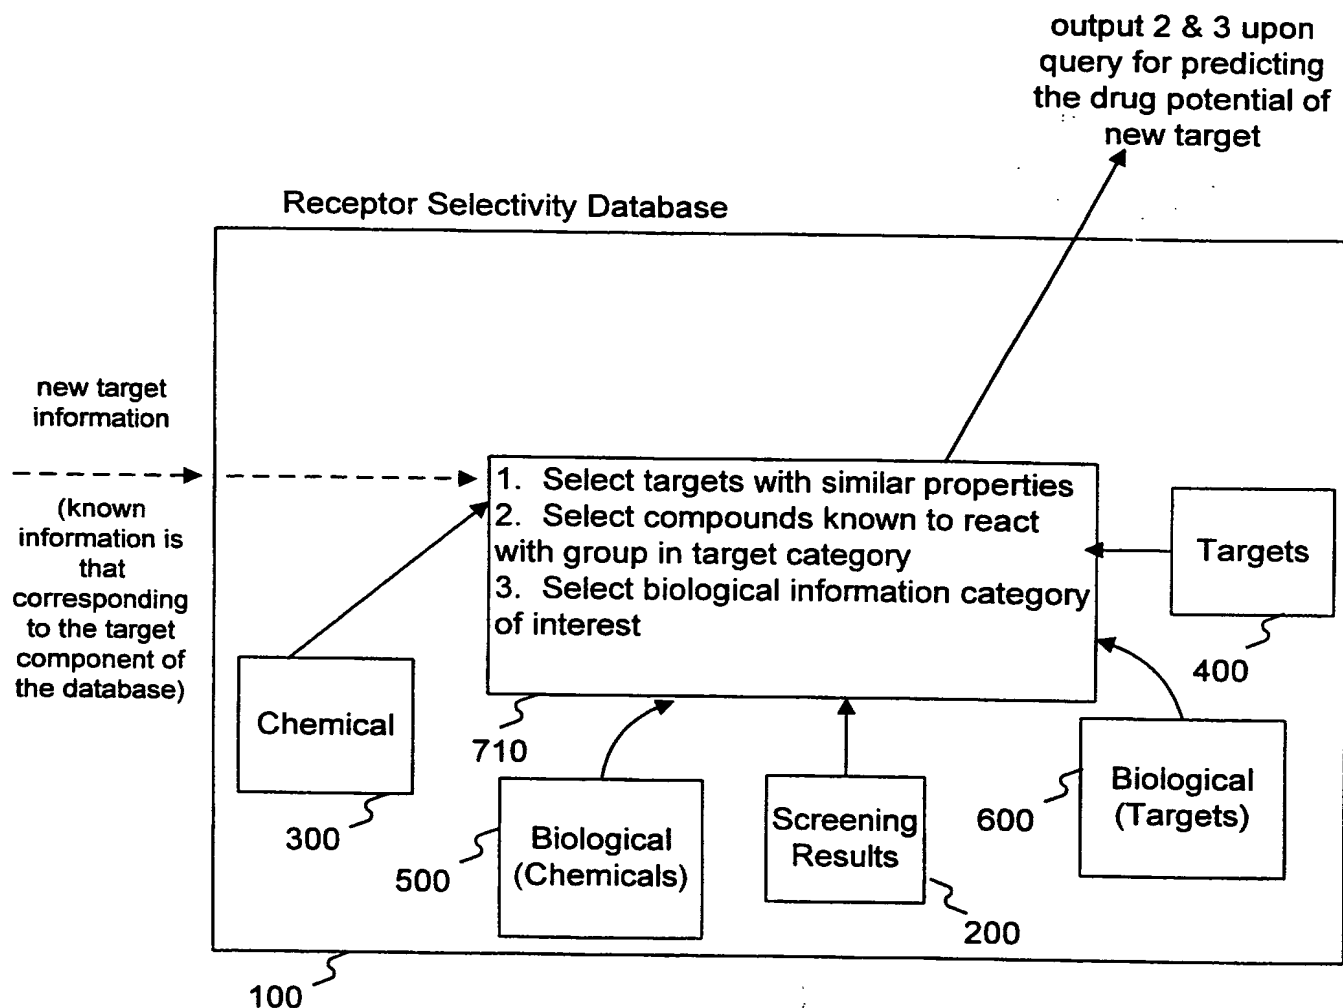 output 2 & 3 upon
query for predicting
the drug potential of
new target
Receptor Selectivity Database
new target
information
(known
information is
that
corresponding
to the target
component of
the database)
1. Select targets with similar properties
2. Select compounds known to react
with group in target category
3. Select biological information category
of interest
Targets
400
Chemical
300
710
Biological
(Chemicals)
500
Screening
Results
200
Biological
(Targets)
600
100